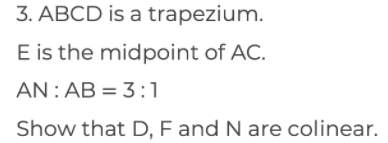 3. ABCD is a trapezium.
E is the midpoint of AC.
AN : AB = 3 : 1
Show that D, F and N are colinear.